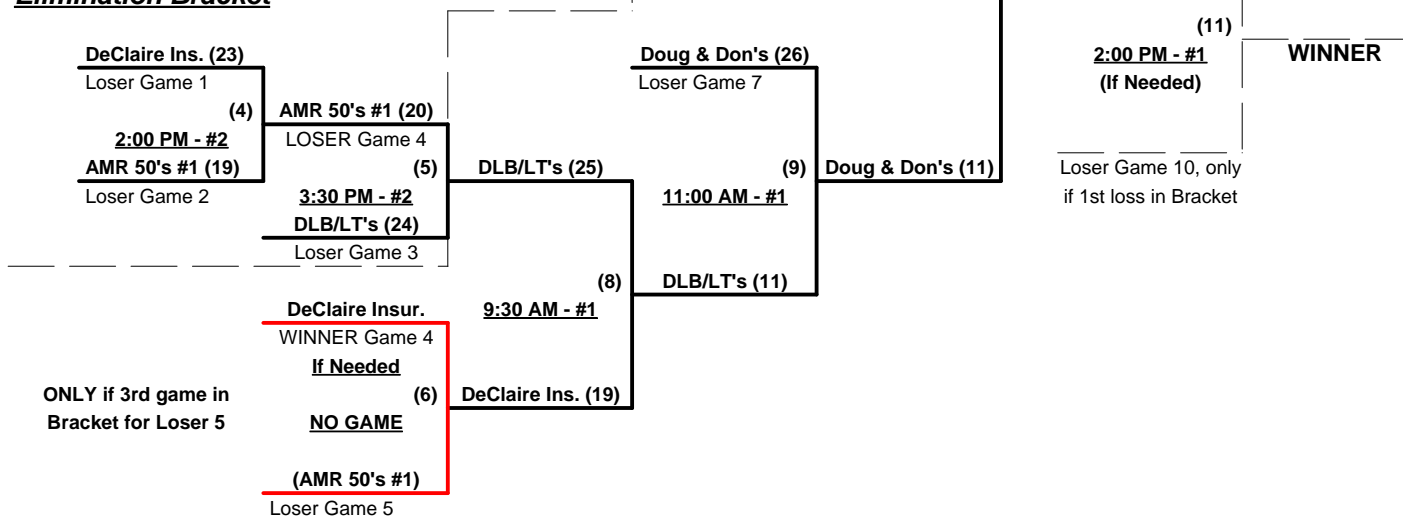 Elimination Bracket
DeClaire Ins. (23)
Loser Game 1
(4)
2:00 PM - #2
AMR 50's #1 (19)
Loser Game 2
AMR 50's #1 (20)
LOSER Game 4
(5)
3:30 PM - #2
DLB/LT's (24)
Loser Game 3
DLB/LT's (25)
(8)
9:30 AM - #1
DeClaire Insur.
WINNER Game 4
If Needed
(6)
NO GAME
(AMR 50's #1)
Loser Game 5
ONLY if 3rd game in
Bracket for Loser 5
DeClaire Ins. (19)
Doug & Don's (26)
Loser Game 7
(9)
11:00 AM - #1
DLB/LT's (11)
Doug & Don's (11)
(11)
2:00 PM - #1
(If Needed)
WINNER
Loser Game 10, only
if 1st loss in Bracket